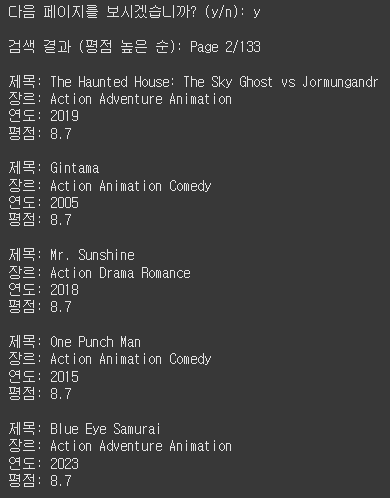 다음 페이지를 보시겠습니까? (y/n): y
검색 결과 (평점 높은 순): Page 2/133
제목: The Haunted House: The Sky Ghost vs Jormungandr
장르: Action Adventure Animation
연도: 2019
평점: 8.7
제목: Gintama
장르: Action Animation Comedy
연도: 2005
평점: 8.7
제목: Mr. Sunshine
장르: Action Drama Romance
연도: 2018
평점: 8.7
제목: One Punch Man
장르: Action Animation Comedy
연도: 2015
평점: 8.7
제목: Blue Eye Samurai
장르: Action Adventure Animation
연도: 2023
평점: 8.7